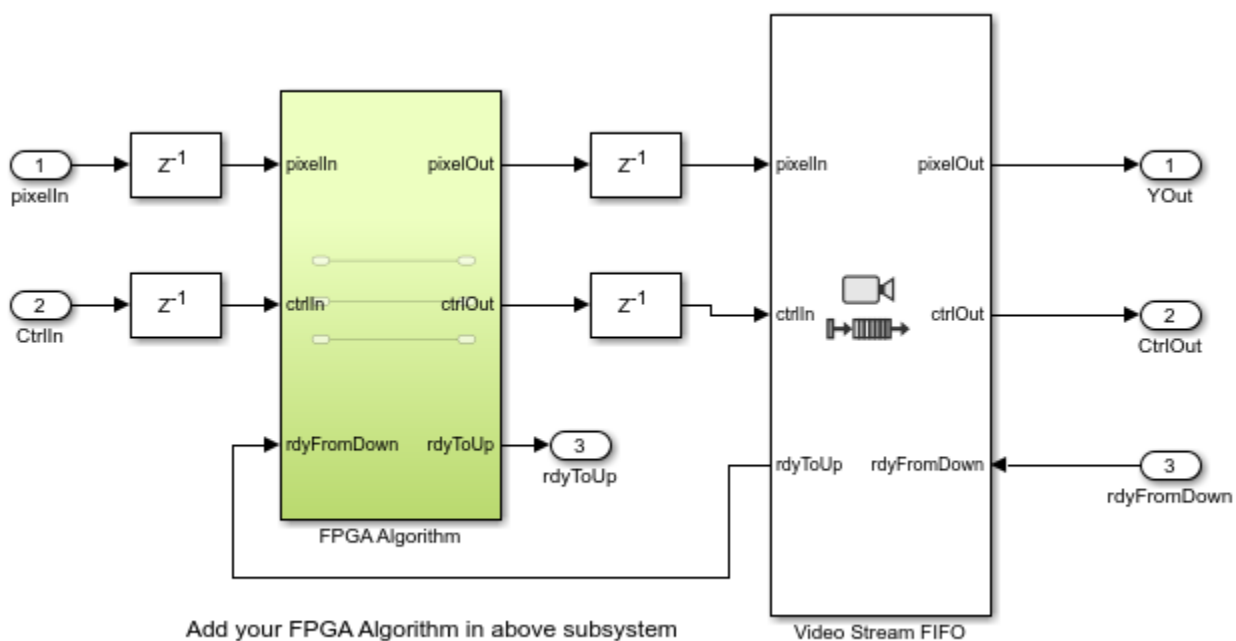 1
pixelIn
2
CtrlIn
Z-1
Z-1
pixelIn
pixelOut
ctrlIn
ctrlOut
rdyFromDown
rdyToUp
FPGA Algorithm
Z-1
Z-1
3
rdyToUp
pixelIn
pixelOut
ctrlIn
ctrlOut
rdyToUp
rdyFromDown
Video Stream FIFO
1
YOut
2
CtrlOut
3
rdyFromDown
Add your FPGA Algorithm in above subsystem